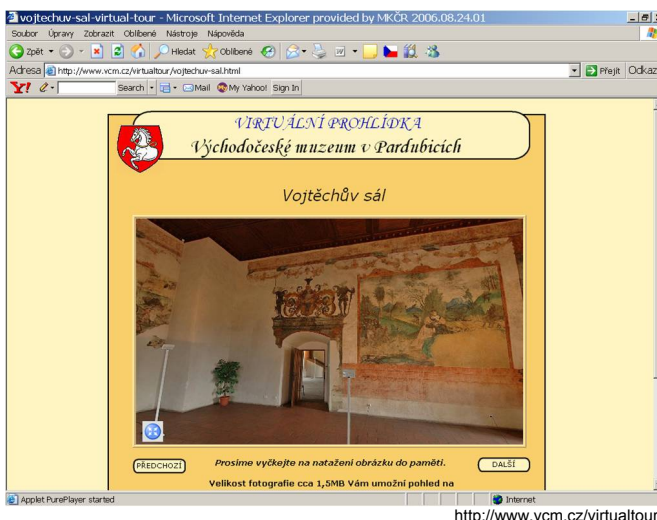 vojtechuv-sal-virtual-tour - Microsoft Internet Explorer provided by MKČR 2006.08.24.01
Soubor Úpravy Zobrazit Oblíbené Nástroje Nápověda
Zpět Hledat Oblíbené
Adresa http://www.vcm.cz/virtualtour/vojtechuv-sal.html Přejít Odkaz
Y! Search Mail My Yahoo! Sign In
VIRTUÁLNÍ PROHLÍDKA
Východočeské muzeum v Pardubicích
Vojtěchův sál
PŘEDCHOZÍ Prosíme vyčkejte na natažení obrázku do paměti. DALŠÍ
Velikost fotografie cca 1,5MB Vám umožní pohled na
Applet PurePlayer started Internet
http://www.vcm.cz/virtualtour